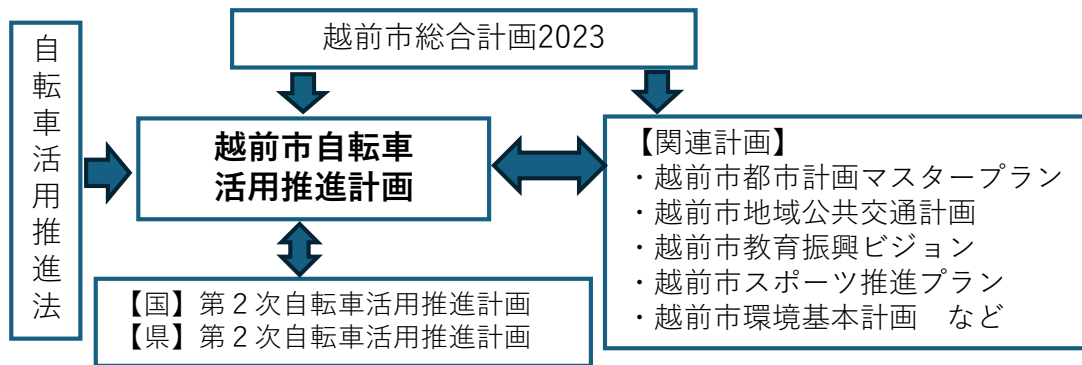 越前市総合計画2023
自転車活用推進法
越前市自転車
活用推進計画
【関連計画】
・越前市都市計画マスタープラン
・越前市地域公共交通計画
・越前市教育振興ビジョン
・越前市スポーツ推進プラン
・越前市環境基本計画　など
【国】第２次自転車活用推進計画
【県】第２次自転車活用推進計画